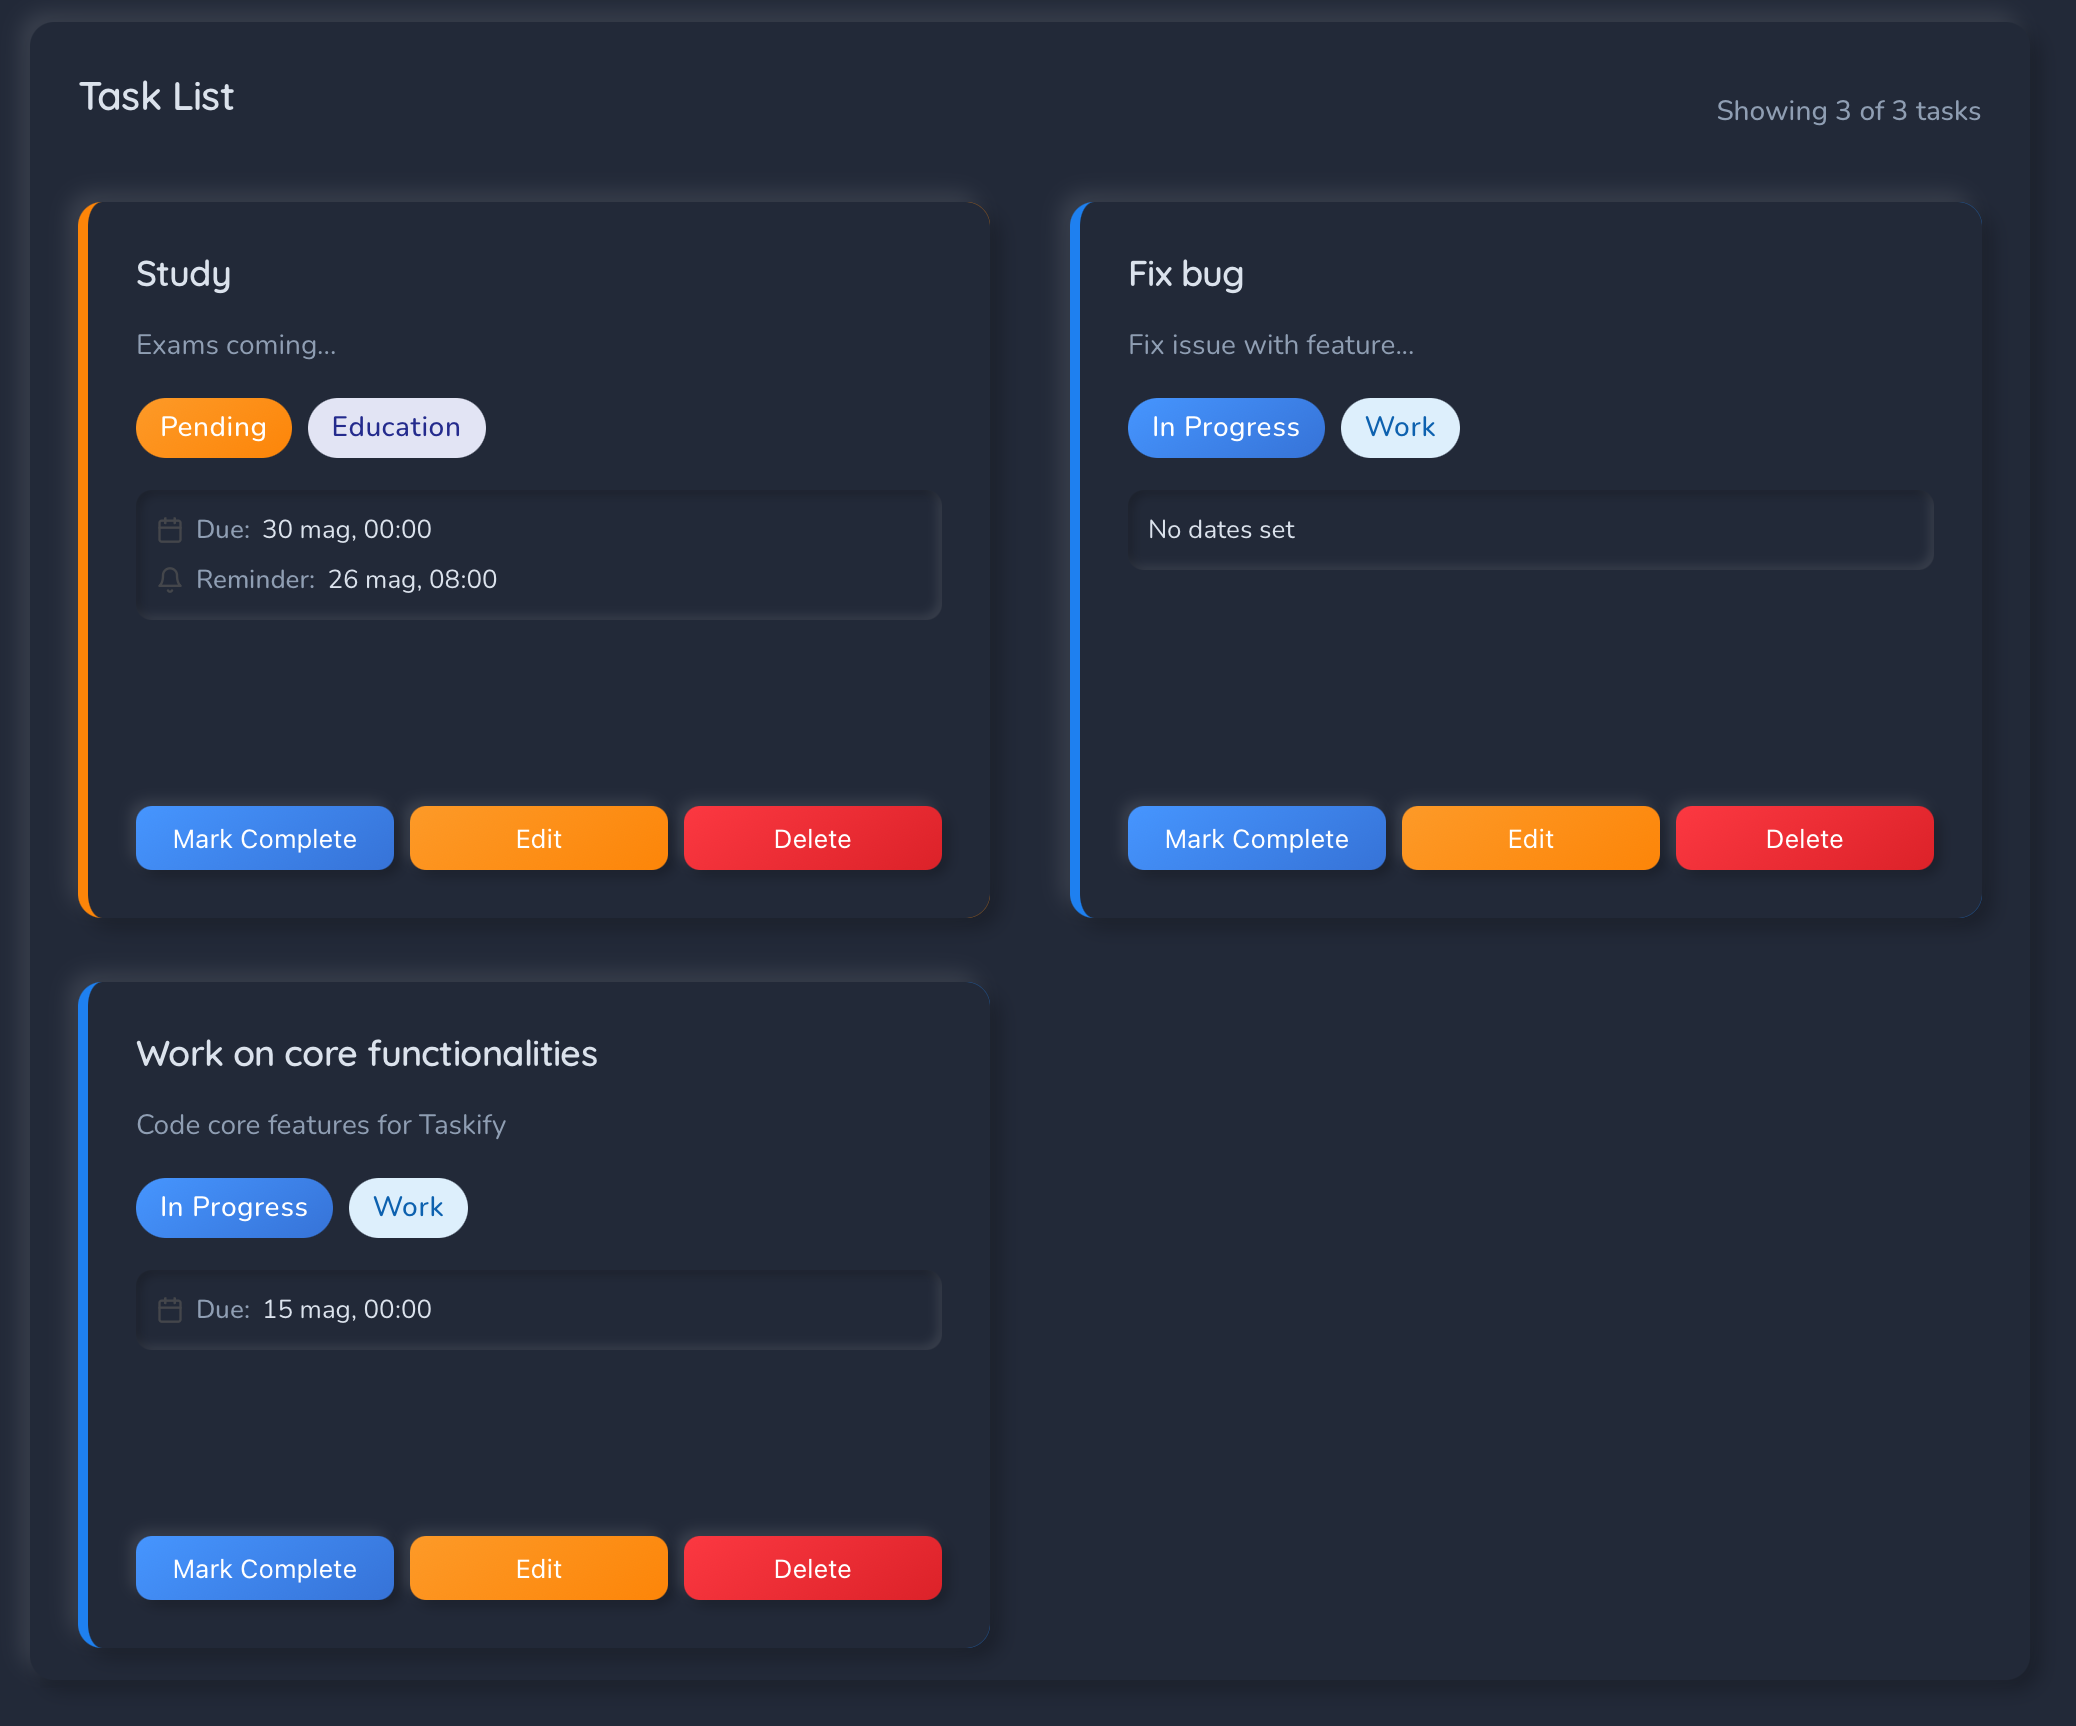 Task List
Showing 3 of 3 tasks
Study
Exams coming...
Pending Education
Due: 30 mag, 00:00
Reminder: 26 mag, 08:00
Mark Complete Edit Delete
Fix bug
Fix issue with feature...
In Progress Work
No dates set
Mark Complete Edit Delete
Work on core functionalities
Code core features for Taskify
In Progress Work
Due: 15 mag, 00:00
Mark Complete Edit Delete